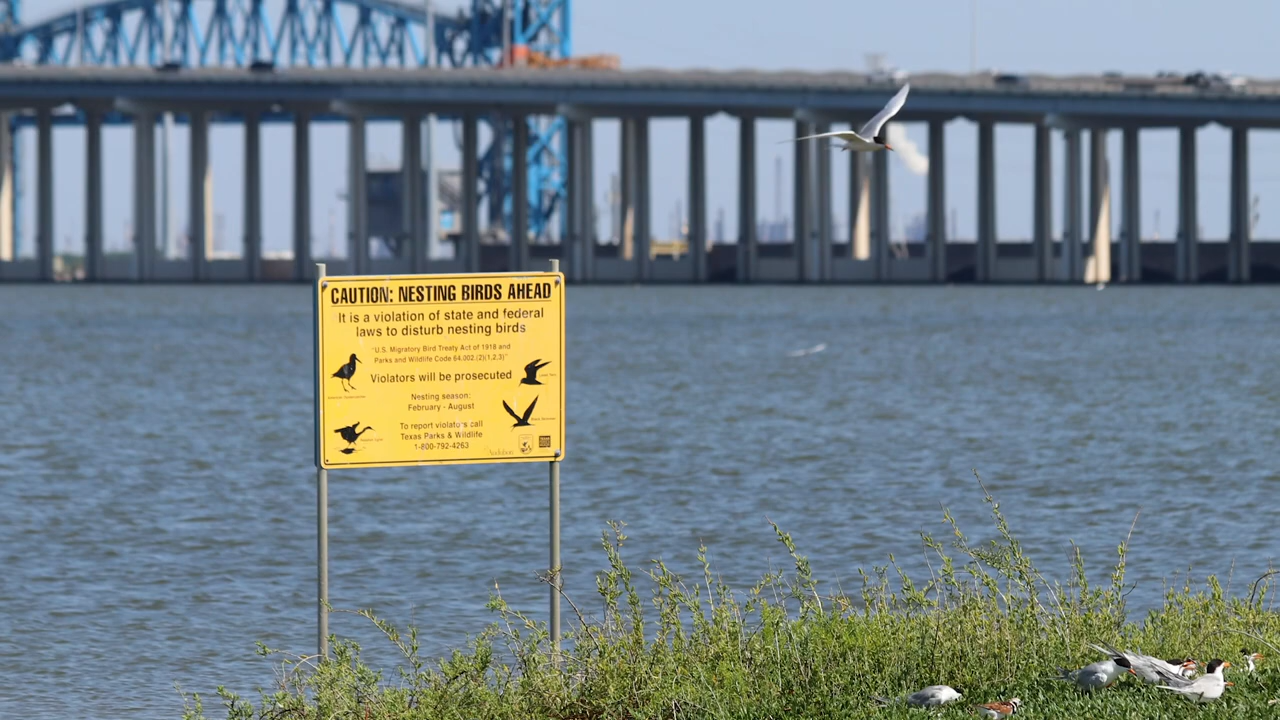 CAUTION: NESTING BIRDS AHEAD
It is a violation of state and federal
laws to disturb nesting birds
"U.S. Migratory Bird Treaty Act of 1918 and
Parks and Wildlife Code 64.002.(2)(1,2,3)"
Violators will be prosecuted
Nesting season:
February - August
To report violators call
Texas Parks & Wildlife
1-800-792-4263
Audubon